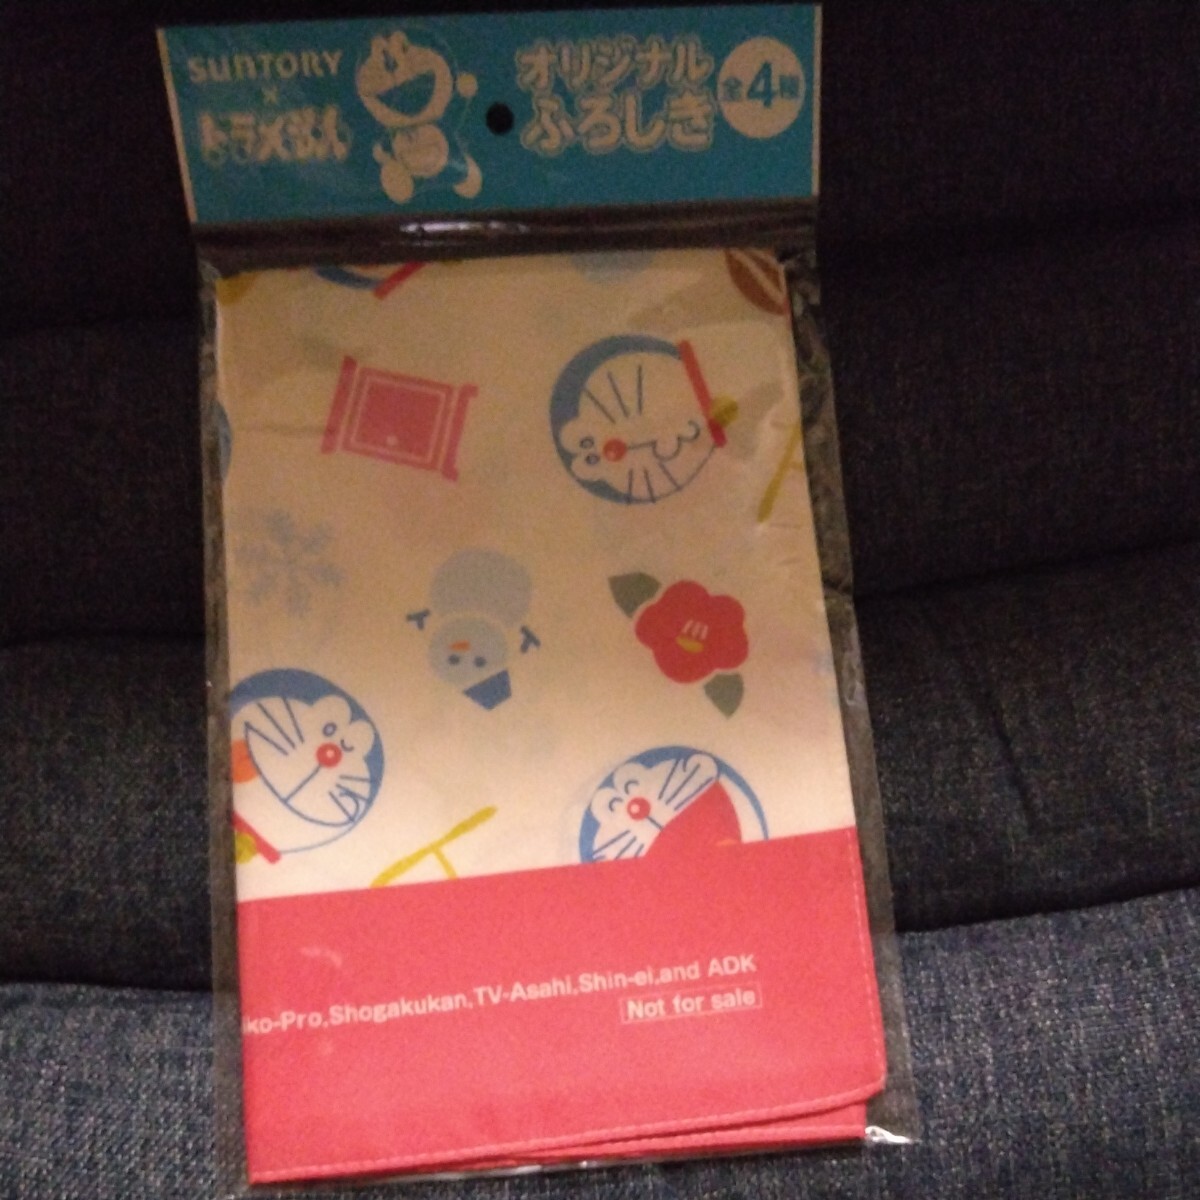 SUNTORY
×
ドラえもん
オリジナル
ふろしき
全4種
ko-Pro,Shogakukan,TV-Asahi,Shin-ei,and ADK
Not for sale